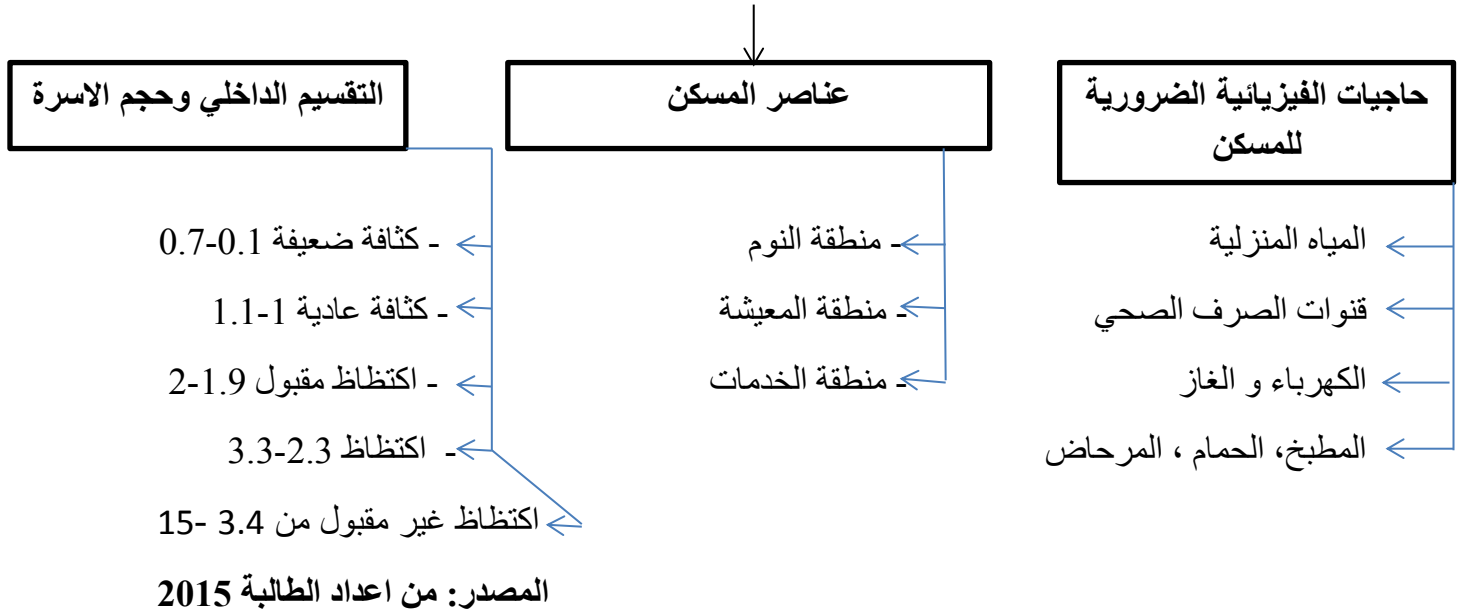 حاجيات الفيزيائية الضرورية
للمسكن
المياه المنزلية
قنوات الصرف الصحي
الكهرباء و الغاز
المطبخ، الحمام ، المرحاض
عناصر المسكن
- منطقة النوم
- منطقة المعيشة
- منطقة الخدمات
التقسيم الداخلي وحجم الاسرة
- كثافة ضعيفة 0.1-0.7
- كثافة عادية 1-1.1
- اكتظاظ مقبول 1.9-2
- اكتظاظ 2.3-3.3
اكتظاظ غير مقبول من 3.4 -15
المصدر: من اعداد الطالبة 2015